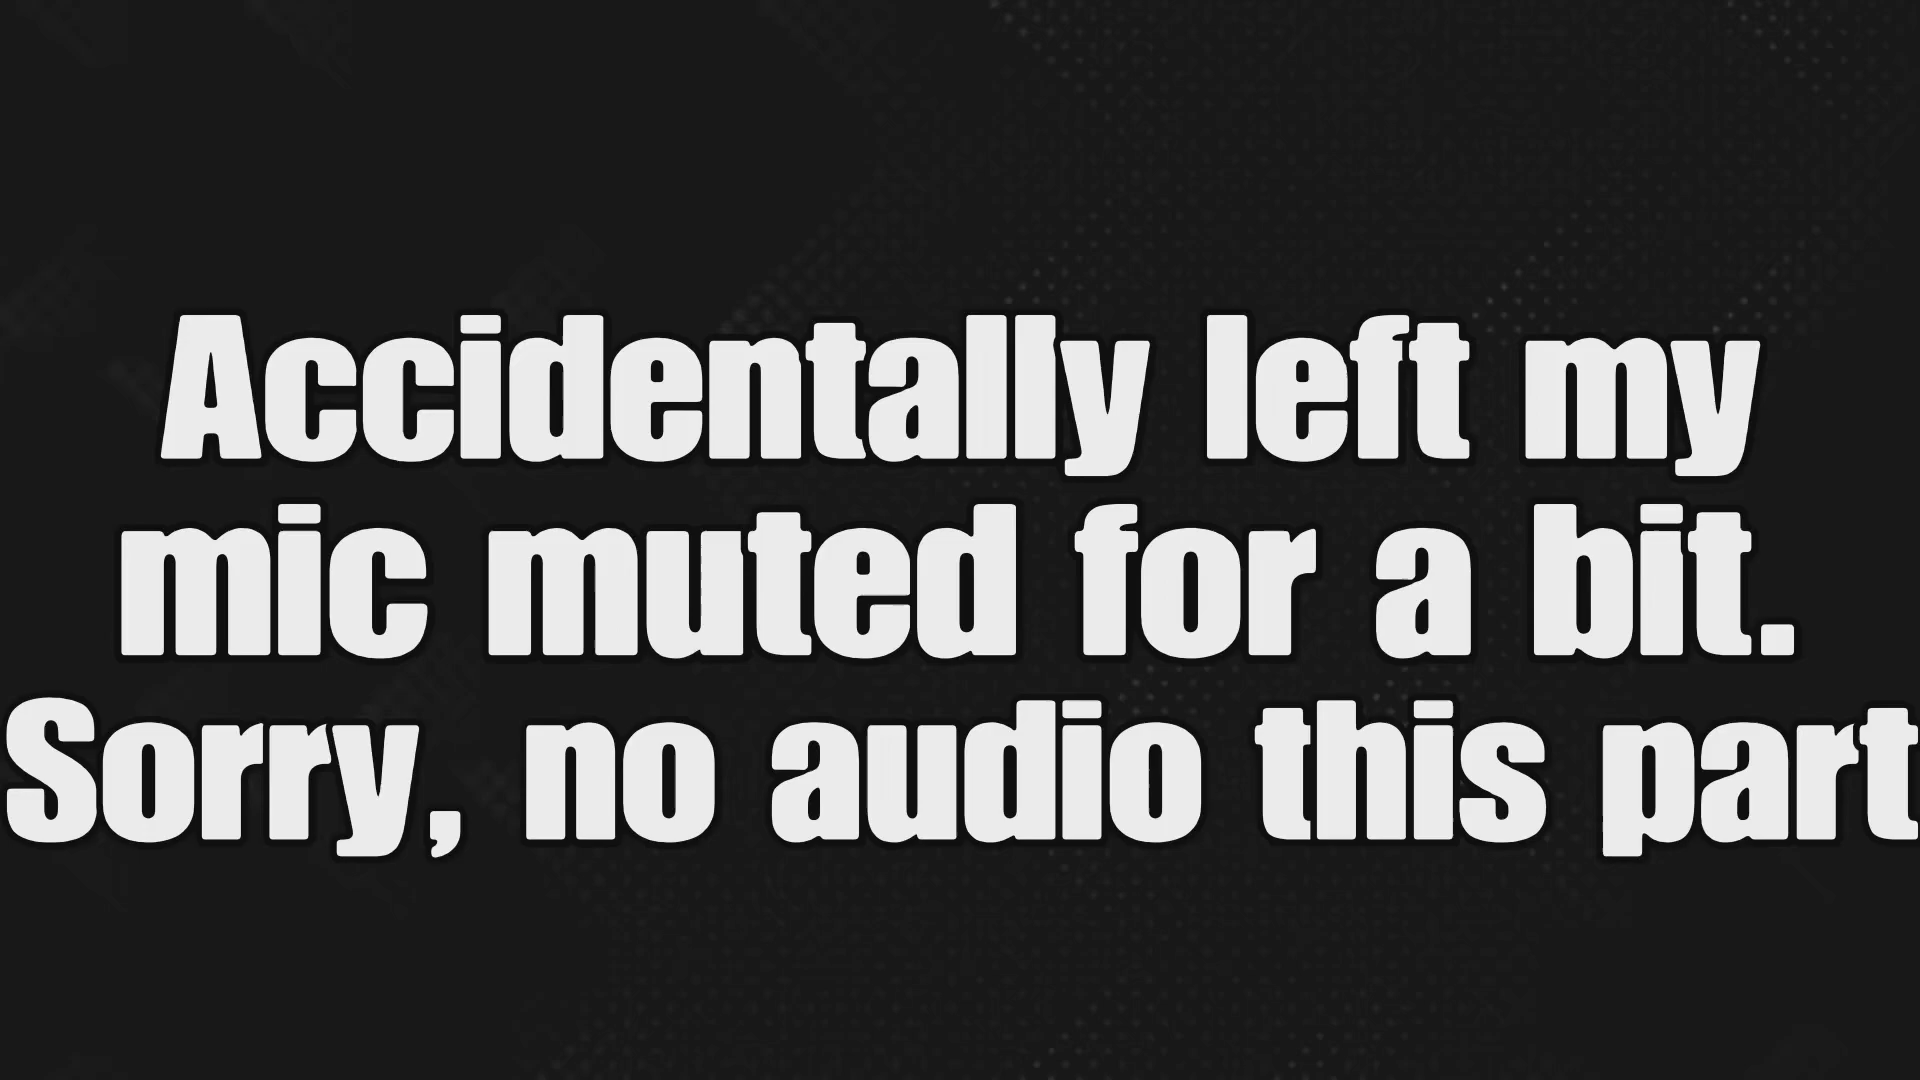 Accidentally left my
mic muted for a bit.
Sorry, no audio this part